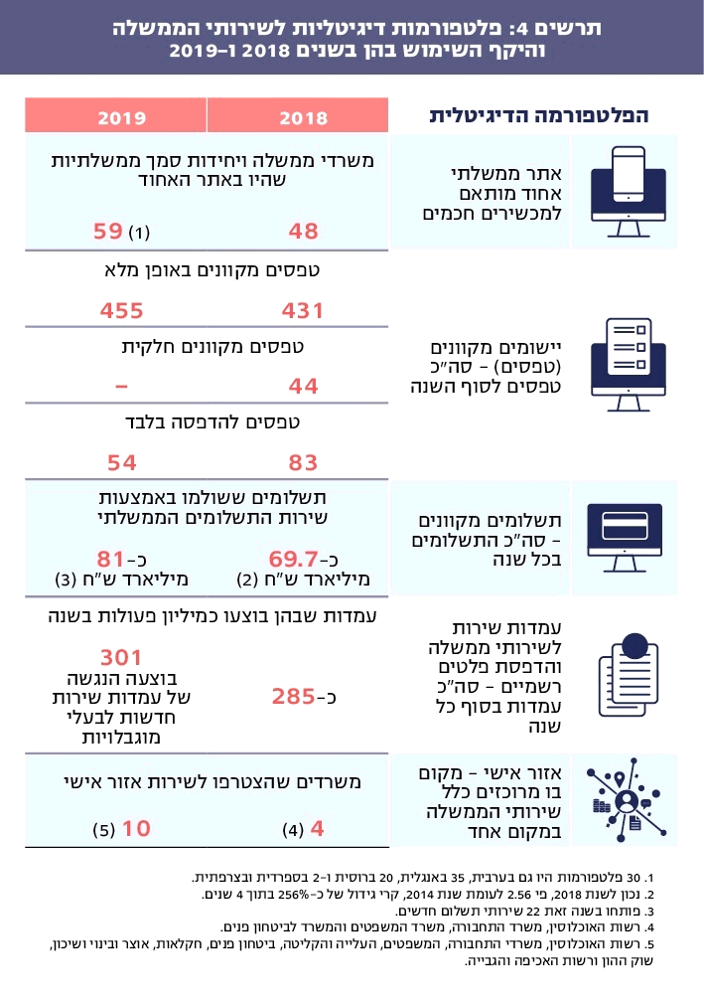 תרשים 4: פלטפורמות דיגיטליות לשירותי הממשלה
והיקף השימוש בהן בשנים 2018 ו-2019
הפלטפורמה הדיגיטלית
2018
2019
אתר ממשלתי
אחוד מותאם
למכשירים חכמים
משרדי ממשלה ויחידות סמך ממשלתיות
שהיו באתר האחוד
48
59 (1)
יישומים מקוונים
(טפסים) - סה"כ
טפסים לסוף השנה
טפסים מקוונים באופן מלא
431
455
טפסים מקוונים חלקית
44
-
טפסים להדפסה בלבד
83
54
תשלומים מקוונים
- סה"כ התשלומים
בכל שנה
תשלומים ששולמו באמצעות
שירות התשלומים הממשלתי
כ-69.7
מיליארד ש"ח (2)
כ-81
מיליארד ש"ח (3)
עמדות שירות
לשירותי ממשלה
והדפסת פלטים
רשמיים - סה"כ
עמדות בסוף כל
שנה
עמדות שבהן בוצעו כמיליון פעולות בשנה
כ-285
301
בוצעה הנגשה
של עמדות שירות
חדשות לבעלי
מוגבלויות
אזור אישי - מקום
בו מרוכזים כלל
שירותי הממשלה
במקום אחד
משרדים שהצטרפו לשירות אזור אישי
4 (4)
10 (5)
1. 30 פלטפורמות היו גם בערבית, 35 באנגלית, 20 ברוסית ו-2 בספרדית ובצרפתית.
2. נכון לשנת 2018, פי 2.56 לעומת שנת 2014, קרי גידול של כ-256% בתוך 4 שנים.
3. פותחו בשנה זאת 22 שירותי תשלום חדשים.
4. רשות האוכלוסין, משרד התחבורה, משרד המשפטים והמשרד לביטחון פנים.
5. רשות האוכלוסין, משרדי התחבורה, המשפטים, העלייה והקליטה, ביטחון פנים, חקלאות, אוצר ובינוי ושיכון,
שוק ההון ורשות האכיפה והגבייה.